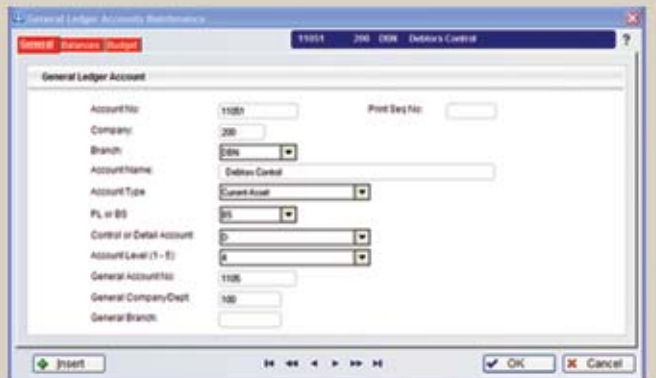 General Ledger Accounts Maintenance
General Balances Budget
11051 200 DBN Debtors Control ?
General Ledger Account
Account No: 11051 Print Seq No:
Company: 200
Branch: DBN
Account Name: Debtors Control
Account Type Current Asset
PL or BS BS
Control or Detail Account D
Account Level (1 - 5): 4
General Account No: 1105
General Company/Dept 100
General Branch:
Insert OK Cancel